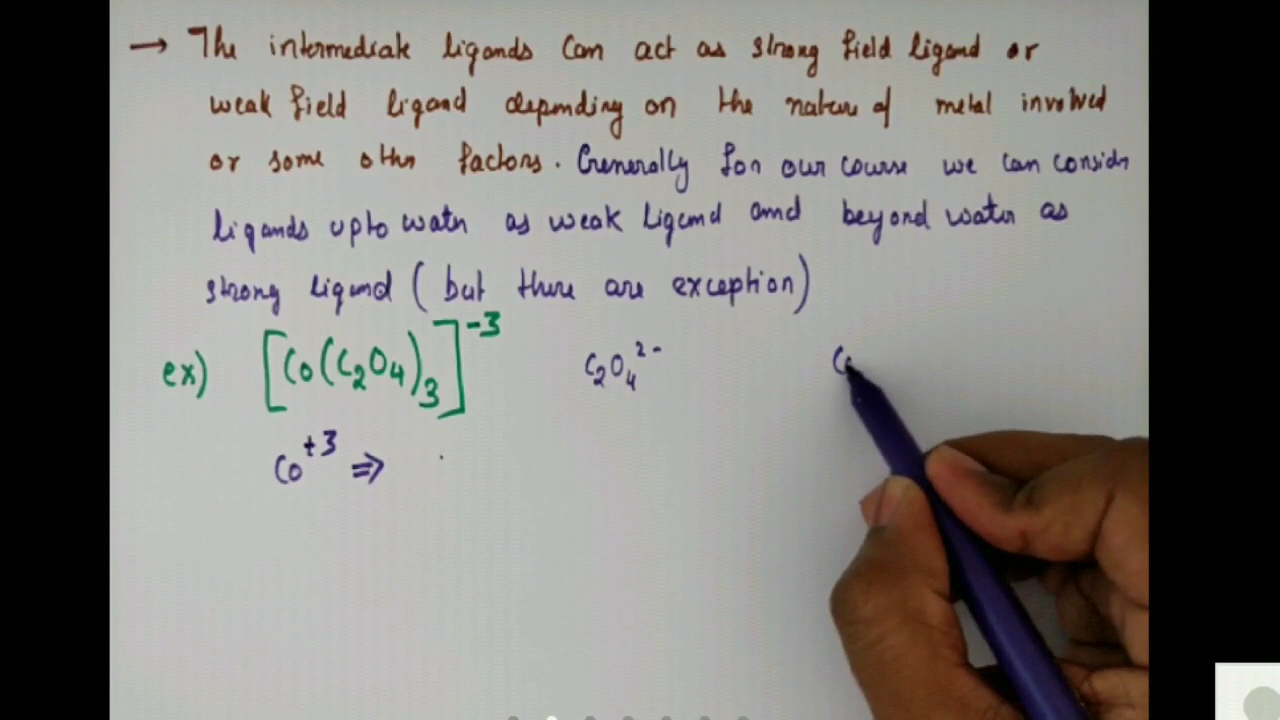 → The intermediate ligands can act as strong field ligand or
weak field ligand depending on the nature of metal involved
or some other factors. Generally for our course we can consider
ligands upto water as weak ligand and beyond water as
strong ligand (but there are exception)
ex) [Co(C₂O₄)₃]⁻³ C₂O₄²⁻ Co
Co⁺³ ⇒